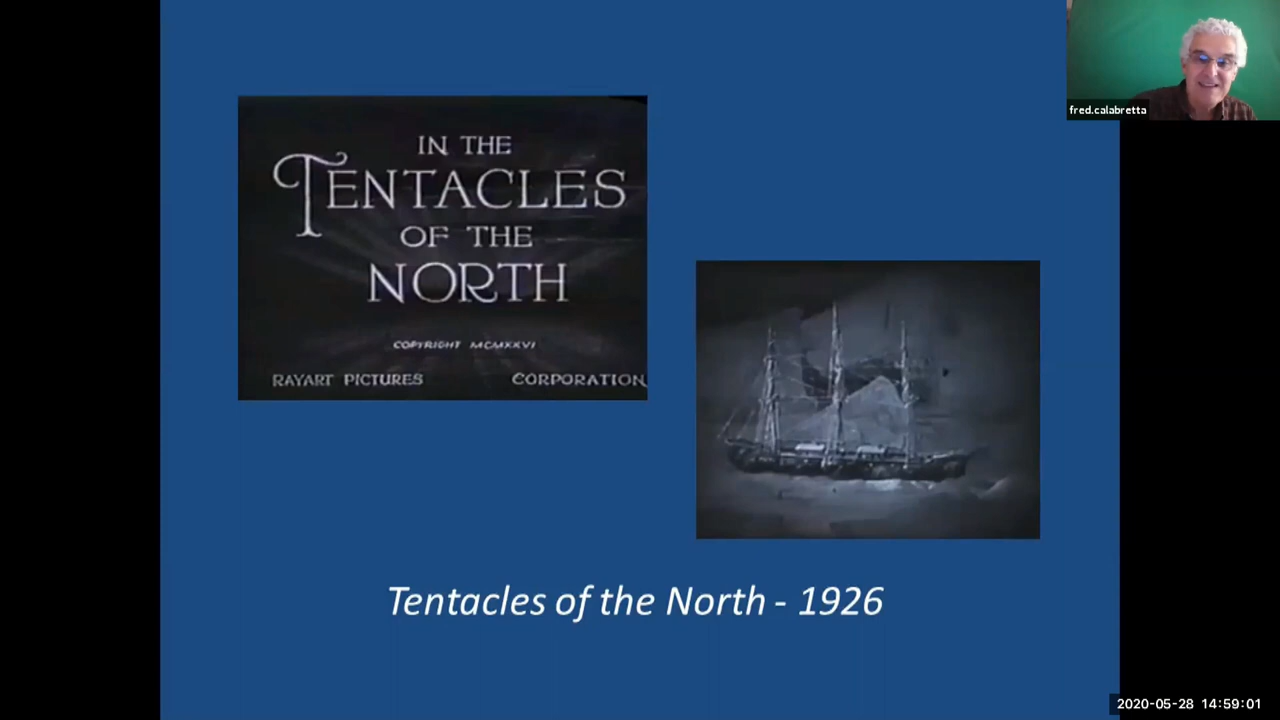 fred.calabretta
IN THE
TENTACLES
OF THE
NORTH
COPYRIGHT MCMXXVI
RAYART PICTURES CORPORATION
Tentacles of the North - 1926
2020-05-28 14:59:01